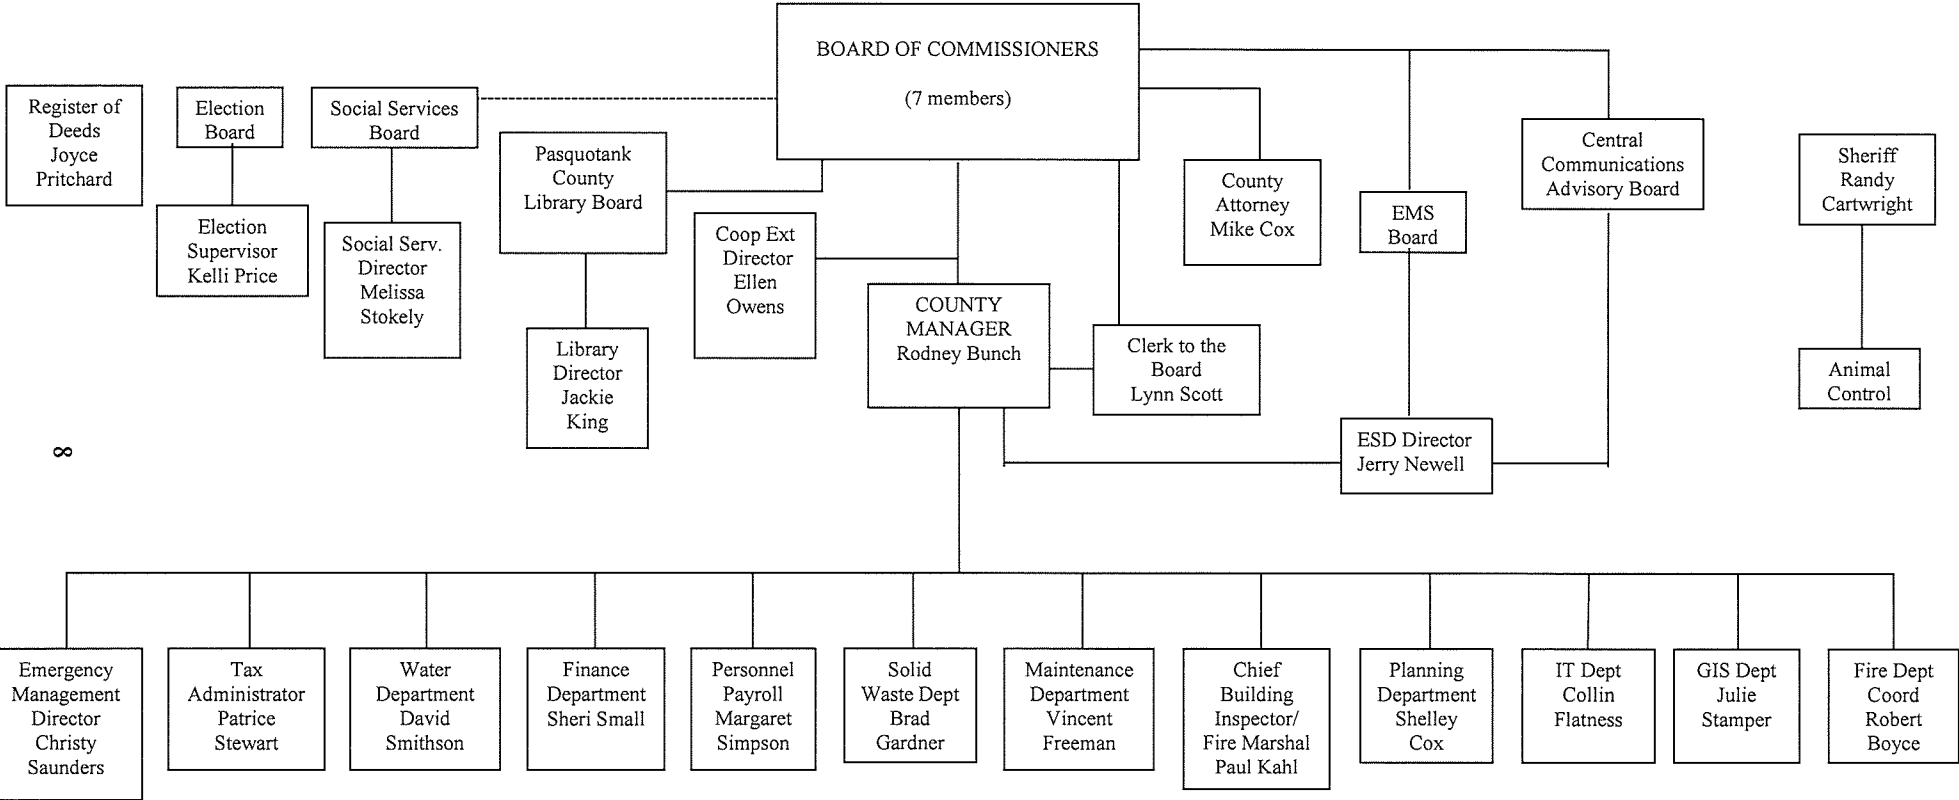 BOARD OF COMMISSIONERS
(7 members)
Register of
Deeds
Joyce
Pritchard
Election
Board
Social Services
Board
Pasquotank
County
Library Board
Central
Communications
Advisory Board
Sheriff
Randy
Cartwright
County
Attorney
Mike Cox
EMS
Board
Election
Supervisor
Kelli Price
Social Serv.
Director
Melissa
Stokely
Coop Ext
Director
Ellen
Owens
COUNTY
MANAGER
Rodney Bunch
Clerk to the
Board
Lynn Scott
Library
Director
Jackie
King
Animal
Control
ESD Director
Jerry Newell
8
Emergency
Management
Director
Christy
Saunders
Tax
Administrator
Patrice
Stewart
Water
Department
David
Smithson
Finance
Department
Sheri Small
Personnel
Payroll
Margaret
Simpson
Solid
Waste Dept
Brad
Gardner
Maintenance
Department
Vincent
Freeman
Chief
Building
Inspector/
Fire Marshal
Paul Kahl
Planning
Department
Shelley
Cox
IT Dept
Collin
Flatness
GIS Dept
Julie
Stamper
Fire Dept
Coord
Robert
Boyce